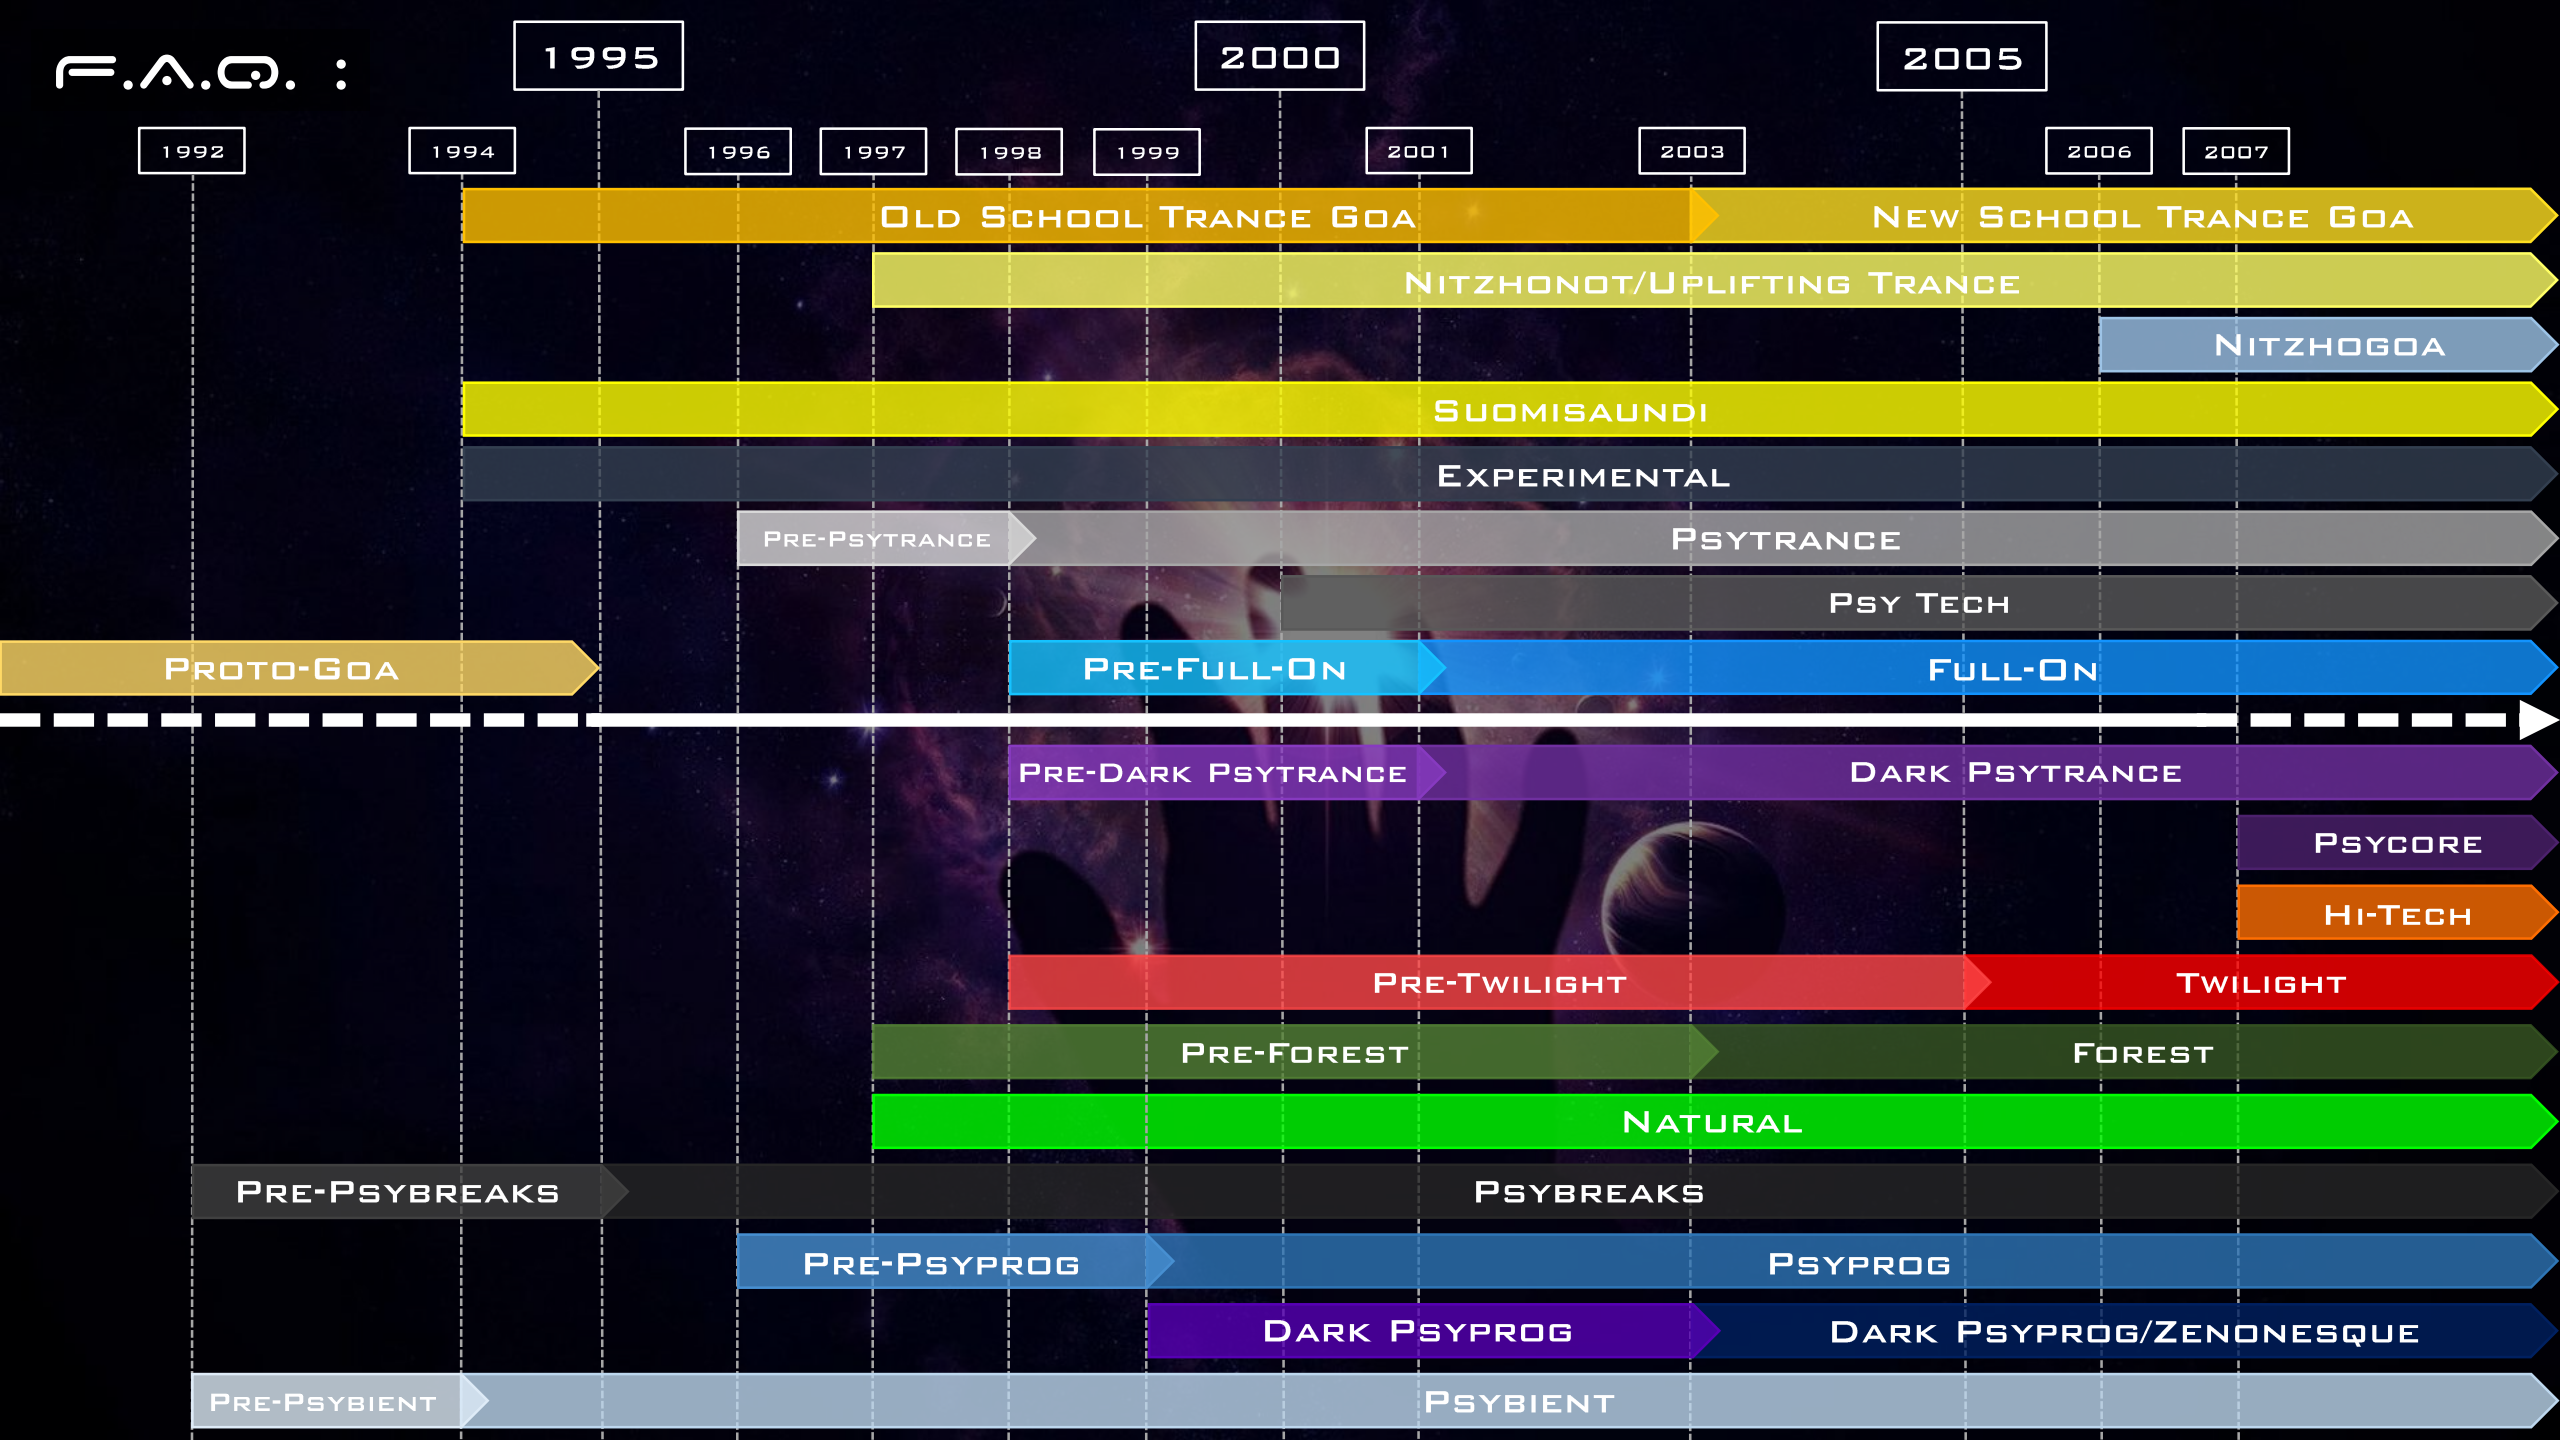 F.A.Q. :
1995
2000
2005
1992
1994
1996
1997
1998
1999
2001
2003
2006
2007
Old School Trance Goa
New School Trance Goa
Nitzhonot/Uplifting Trance
Nitzhogoa
Suomisaundi
Experimental
Pre-Psytrance
Psytrance
Psy Tech
Proto-Goa
Pre-Full-On
Full-On
Pre-Dark Psytrance
Dark Psytrance
Psycore
Hi-Tech
Pre-Twilight
Twilight
Pre-Forest
Forest
Natural
Pre-Psybreaks
Psybreaks
Pre-Psyprog
Psyprog
Dark Psyprog
Dark Psyprog/Zenonesque
Pre-Psybient
Psybient